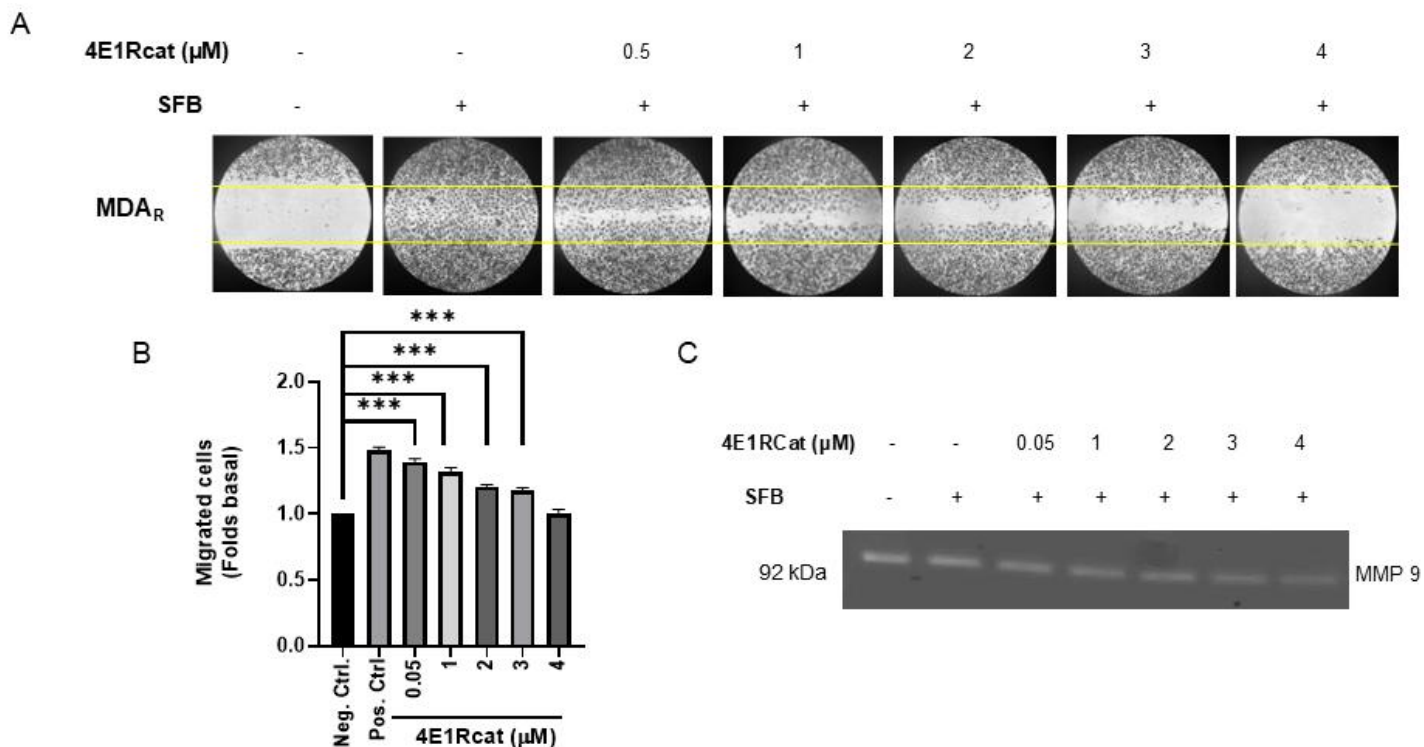 A
4E1Rcat (µM) - - 0.5 1 2 3 4
SFB - + + + + + +
MDAR
B
***
***
***
***
2.0
1.5
1.0
0.5
0.0
Migrated cells
(Folds basal)
Neg. Ctrl.
Pos. Ctrl
0.05
1
2
3
4
4E1Rcat (µM)
C
4E1RCat (µM) - - 0.05 1 2 3 4
SFB - + + + + + +
92 kDa
MMP 9